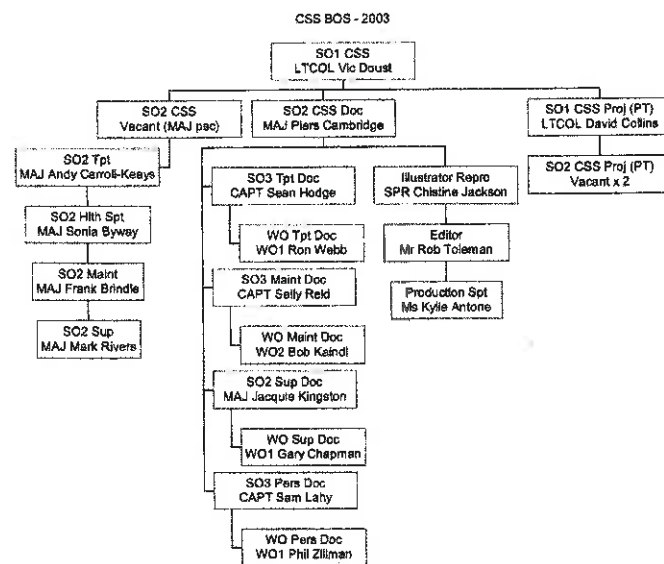 CSS BOS - 2003
SO1 CSS
LTCOL Vic Doust
SO2 CSS
Vacant (MAJ psc)
SO2 CSS Doc
MAJ Piers Cambridge
SO1 CSS Proj (PT)
LTCOL David Collins
SO2 Tpt
MAJ Andy Carroll-Keays
SO2 Hlth Spt
MAJ Sonia Byway
SO2 Maint
MAJ Frank Brindle
SO2 Sup
MAJ Mark Rivers
SO3 Tpt Doc
CAPT Sean Hodge
WO Tpt Doc
WO1 Ron Webb
SO3 Maint Doc
CAPT Selly Reid
WO Maint Doc
WO2 Bob Kaindl
SO2 Sup Doc
MAJ Jacquie Kingston
WO Sup Doc
WO1 Gary Chapman
SO3 Pers Doc
CAPT Sam Lahy
WO Pers Doc
WO1 Phil Zillman
Illustrator Repro
SPR Chistine Jackson
Editor
Mr Rob Toleman
Production Spt
Ms Kylie Antone
SO2 CSS Proj (PT)
Vacant x 2